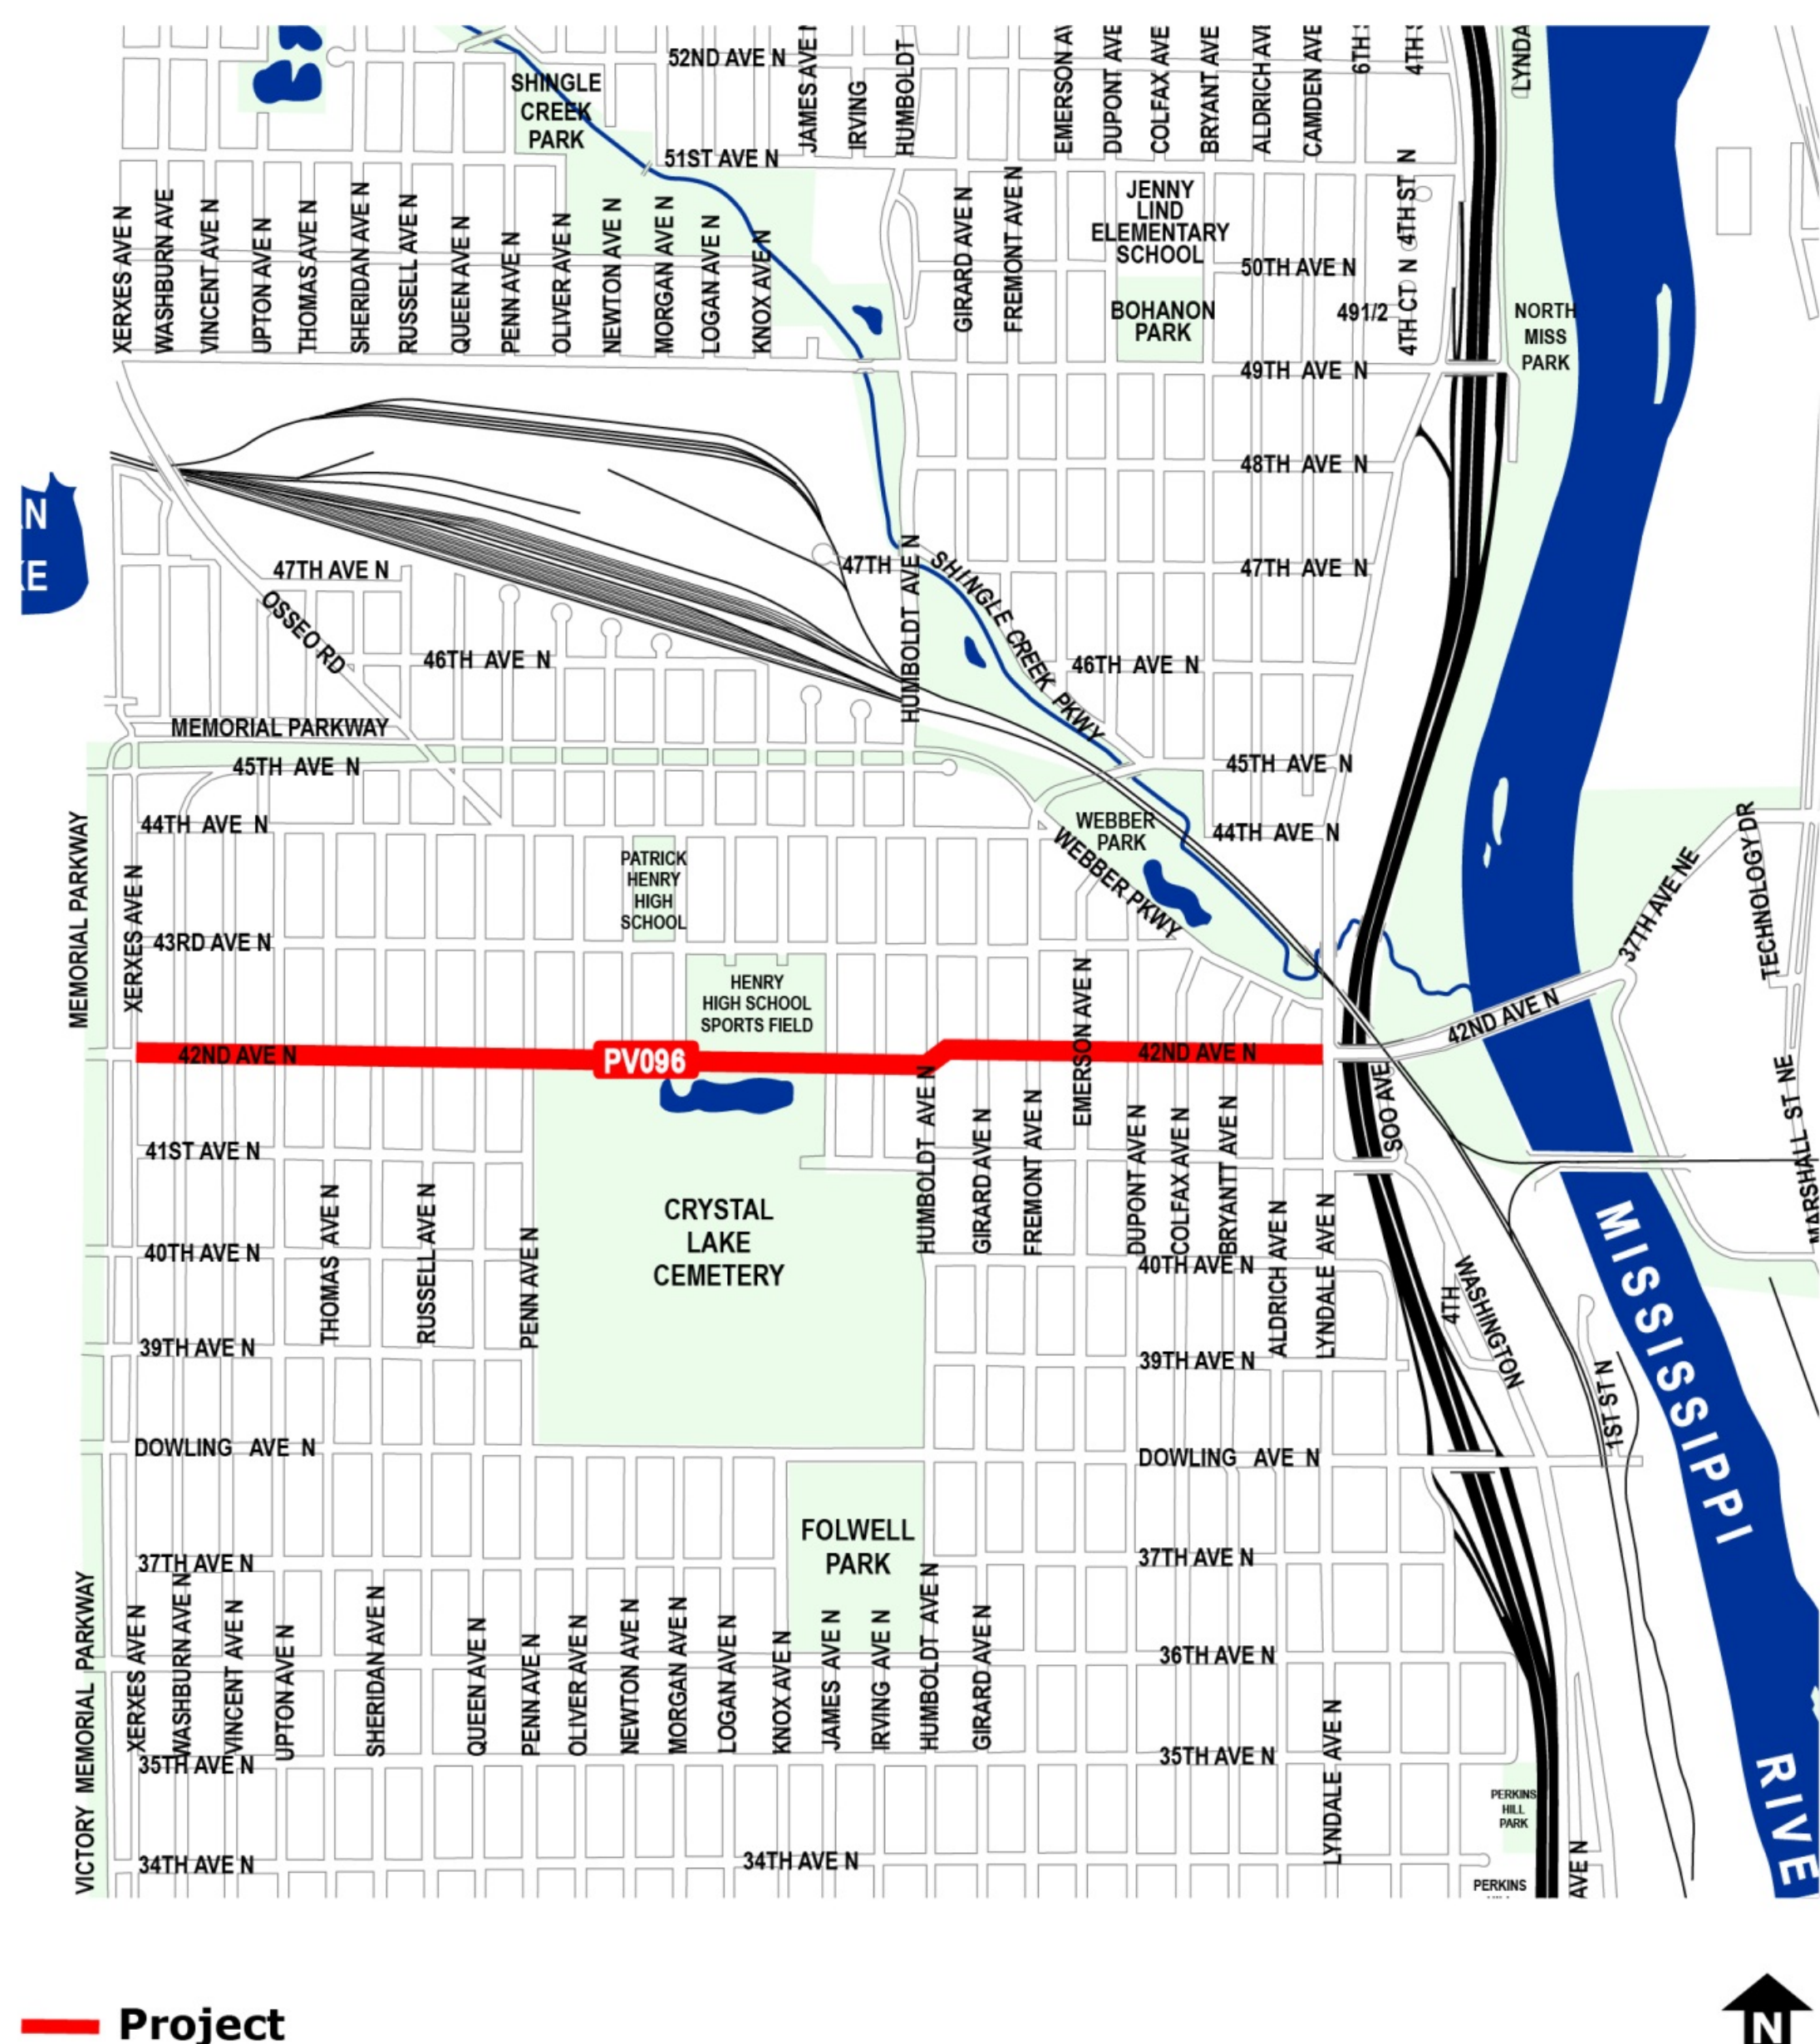 52ND AVE N
JAMES AVE N
IRVING
HUMBOLDT
EMERSON AV
DUPONT AVE
COLFAX AVE
BRYANT AVE
ALDRICH AVE
CAMDEN AVE
6TH S
4TH S
LYNDA
SHINGLE
CREEK
PARK
51ST AVE N
XERXES AVE N
WASHBURN AVE
VINCENT AVE N
UPTON AVE N
THOMAS AVE N
SHERIDAN AVE N
RUSSELL AVE N
QUEEN AVE N
PENN AVE N
OLIVER AVE N
NEWTON AVE N
MORGAN AVE N
LOGAN AVE N
KNOX AVE N
GIRARD AVE N
FREMONT AVE N
JENNY
LIND
ELEMENTARY
SCHOOL
50TH AVE N
4TH ST N
4TH CT N
491/2
BOHANON
PARK
NORTH
MISS
PARK
49TH AVE N
48TH AVE N
N
KE
47TH AVE N
47TH
HUMBOLDT AVE N
SHINGLE CREEK PKWY
47TH AVE N
OSSEO RD
46TH AVE N
46TH AVE N
MEMORIAL PARKWAY
45TH AVE N
45TH AVE N
44TH AVE N
WEBBER
PARK
44TH AVE N
WEBBER PKWY
MEMORIAL PARKWAY
XERXES AVE N
PATRICK
HENRY
HIGH
SCHOOL
37TH AVE NE
TECHNOLOGY DR
43RD AVE N
HENRY
HIGH SCHOOL
SPORTS FIELD
EMERSON AVE N
42ND AVE N
42ND AVE N
PV096
42ND AVE N
SOO AVE
MARSHALL ST NE
MARSHALL
41ST AVE N
HUMBOLDT AVE N
GIRARD AVE N
FREMONT AVE N
DUPONT AVE N
COLFAX AVE N
BRYANTT AVE N
CRYSTAL
LAKE
CEMETERY
40TH AVE N
40TH AVE N
THOMAS AVE N
RUSSELL AVE N
PENN AVE N
ALDRICH AVE N
LYNDALE AVE N
4TH
WASHINGTON
MISSISSIPPI
39TH AVE N
39TH AVE N
1ST ST N
DOWLING AVE N
DOWLING AVE N
FOLWELL
PARK
37TH AVE N
37TH AVE N
VICTORY MEMORIAL PARKWAY
XERXES AVE N
WASHBURN AVE N
VINCENT AVE N
UPTON AVE N
SHERIDAN AVE N
QUEEN AVE N
PENN AVE N
OLIVER AVE N
NEWTON AVE N
MORGAN AVE N
LOGAN AVE N
KNOX AVE N
JAMES AVE N
IRVING AVE N
HUMBOLDT AVE N
GIRARD AVE N
36TH AVE N
35TH AVE N
35TH AVE N
LYNDALE AVE N
PERKINS
HILL
PARK
RIVE
34TH AVE N
34TH AVE N
PERKINS
AVE N
Project
N